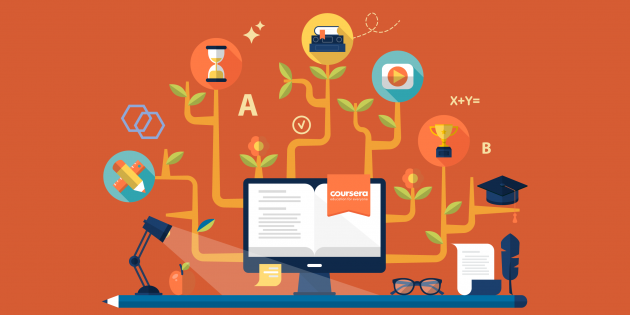 A
X+Y=
B
coursera
education for everyone